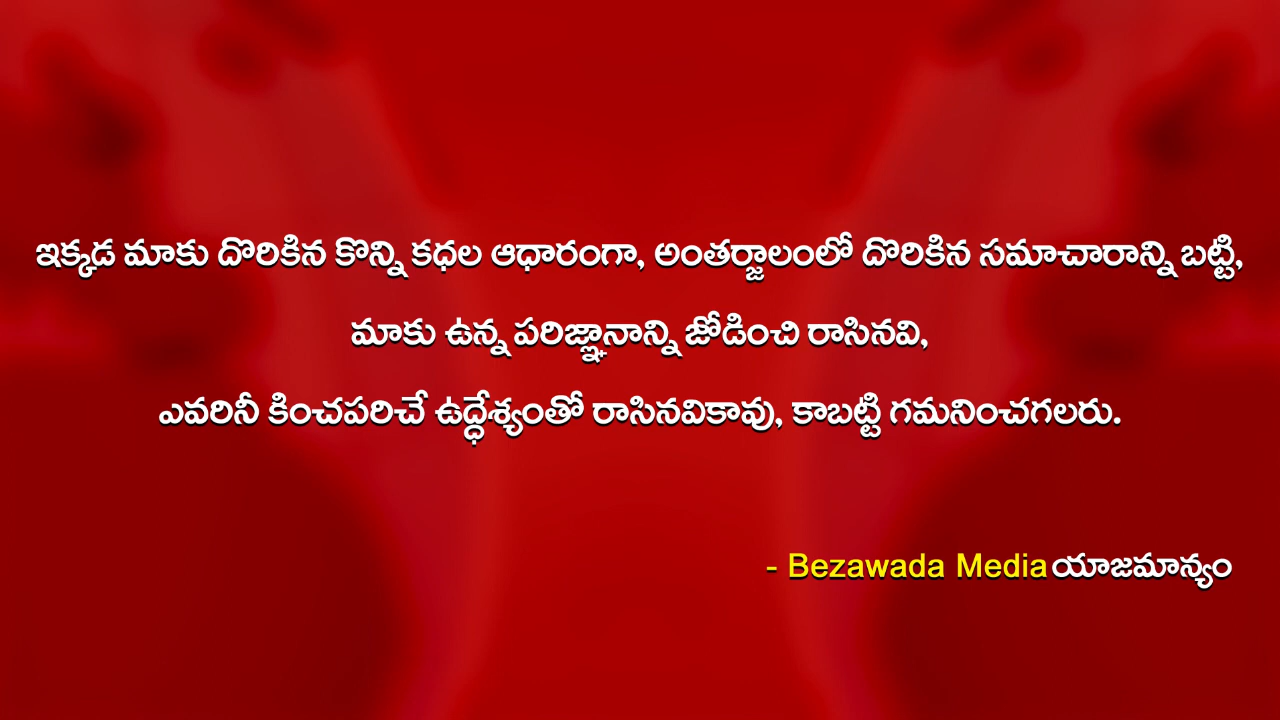 ఇక్కడ మాకు దొరికిన కొన్ని కధల ఆధారంగా, అంతర్జాలంలో దొరికిన సమాచారాన్ని బట్టి,
మాకు ఉన్న పరిజ్ఞానాన్ని జోడించి రాసినవి,
ఎవరినీ కించపరిచే ఉద్ధేశ్యంతో రాసినవికావు, కాబట్టి గమనించగలరు.
- Bezawada Media యాజమాన్యం